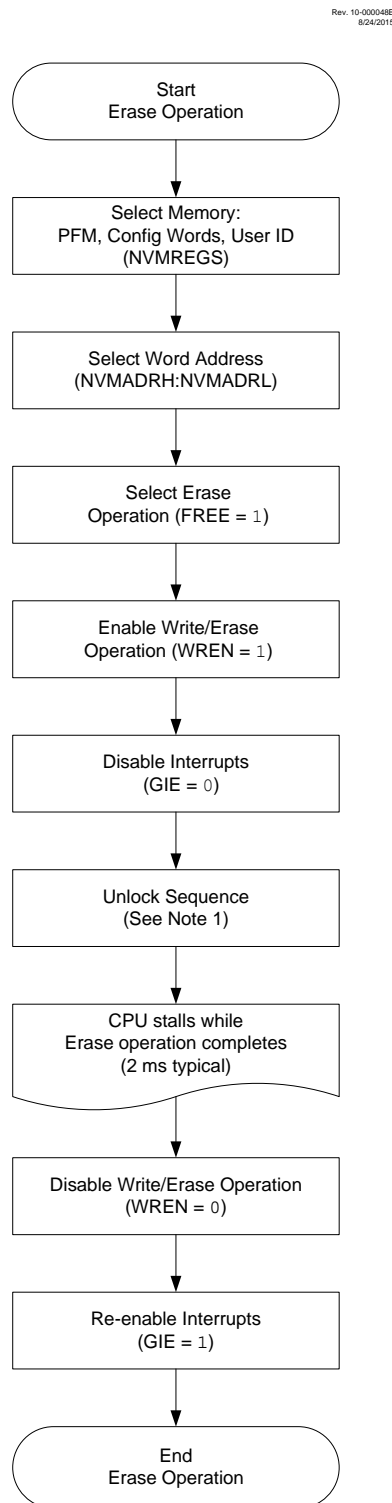 Rev. 10-000048B
8/24/2015
Start
Erase Operation
Select Memory:
PFM, Config Words, User ID
(NVMREGS)
Select Word Address
(NVMADRH:NVMADRL)
Select Erase
Operation (FREE = 1)
Enable Write/Erase
Operation (WREN = 1)
Disable Interrupts
(GIE = 0)
Unlock Sequence
(See Note 1)
CPU stalls while
Erase operation completes
(2 ms typical)
Disable Write/Erase Operation
(WREN = 0)
Re-enable Interrupts
(GIE = 1)
End
Erase Operation